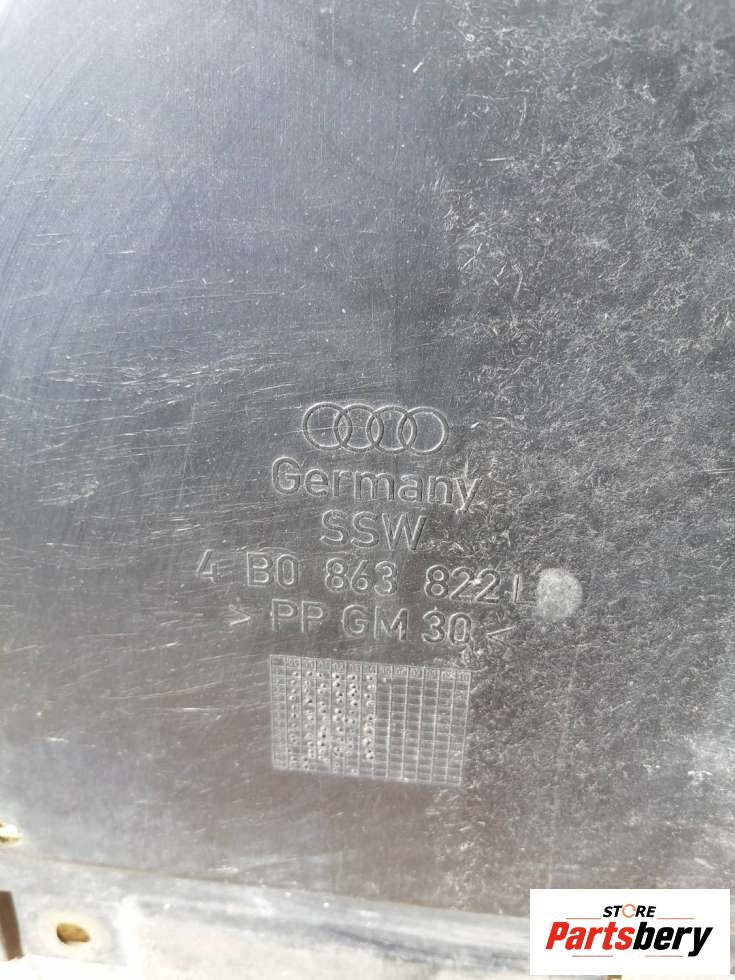 Germany
SSW
4 B0 863 822 L
> PP GM 30 <
STORE
Partsbery